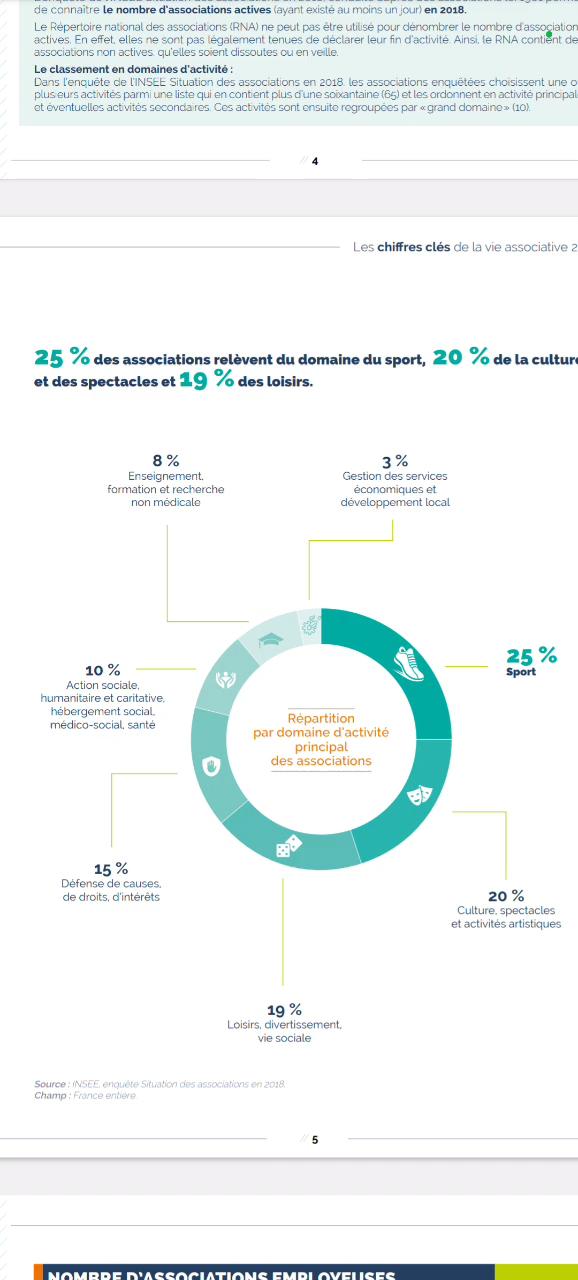 de connaître le nombre d'associations actives (ayant existé au moins un jour) en 2018.
Le Répertoire national des associations (RNA) ne peut pas être utilisé pour dénombrer le nombre d'association
actives. En effet, elles ne sont pas légalement tenues de déclarer leur fin d'activité. Ainsi, le RNA contient de
associations non actives, qu'elles soient dissoutes ou en veille.
Le classement en domaines d'activité :
Dans l'enquête de l'INSEE Situation des associations en 2018, les associations enquêtées choisissent une o
plusieurs activités parmi une liste qui en contient plus d'une soixantaine (65) et les ordonnent en activité principal
et éventuelles activités secondaires. Ces activités sont ensuite regroupées par « grand domaine » (10).
// 4
Les chiffres clés de la vie associative 2
25 % des associations relèvent du domaine du sport, 20 % de la culture
et des spectacles et 19 % des loisirs.
8 %
Enseignement,
formation et recherche
non médicale
3 %
Gestion des services
économiques et
développement local
25 %
Sport
10 %
Action sociale,
humanitaire et caritative,
hébergement social,
médico-social, santé
Répartition
par domaine d'activité
principal
des associations
15 %
Défense de causes,
de droits, d'intérêts
20 %
Culture, spectacles
et activités artistiques
19 %
Loisirs, divertissement,
vie sociale
Source : INSEE, enquête Situation des associations en 2018.
Champ : France entière.
// 5
NOMBRE D'ASSOCIATIONS EMPLOYEUSES